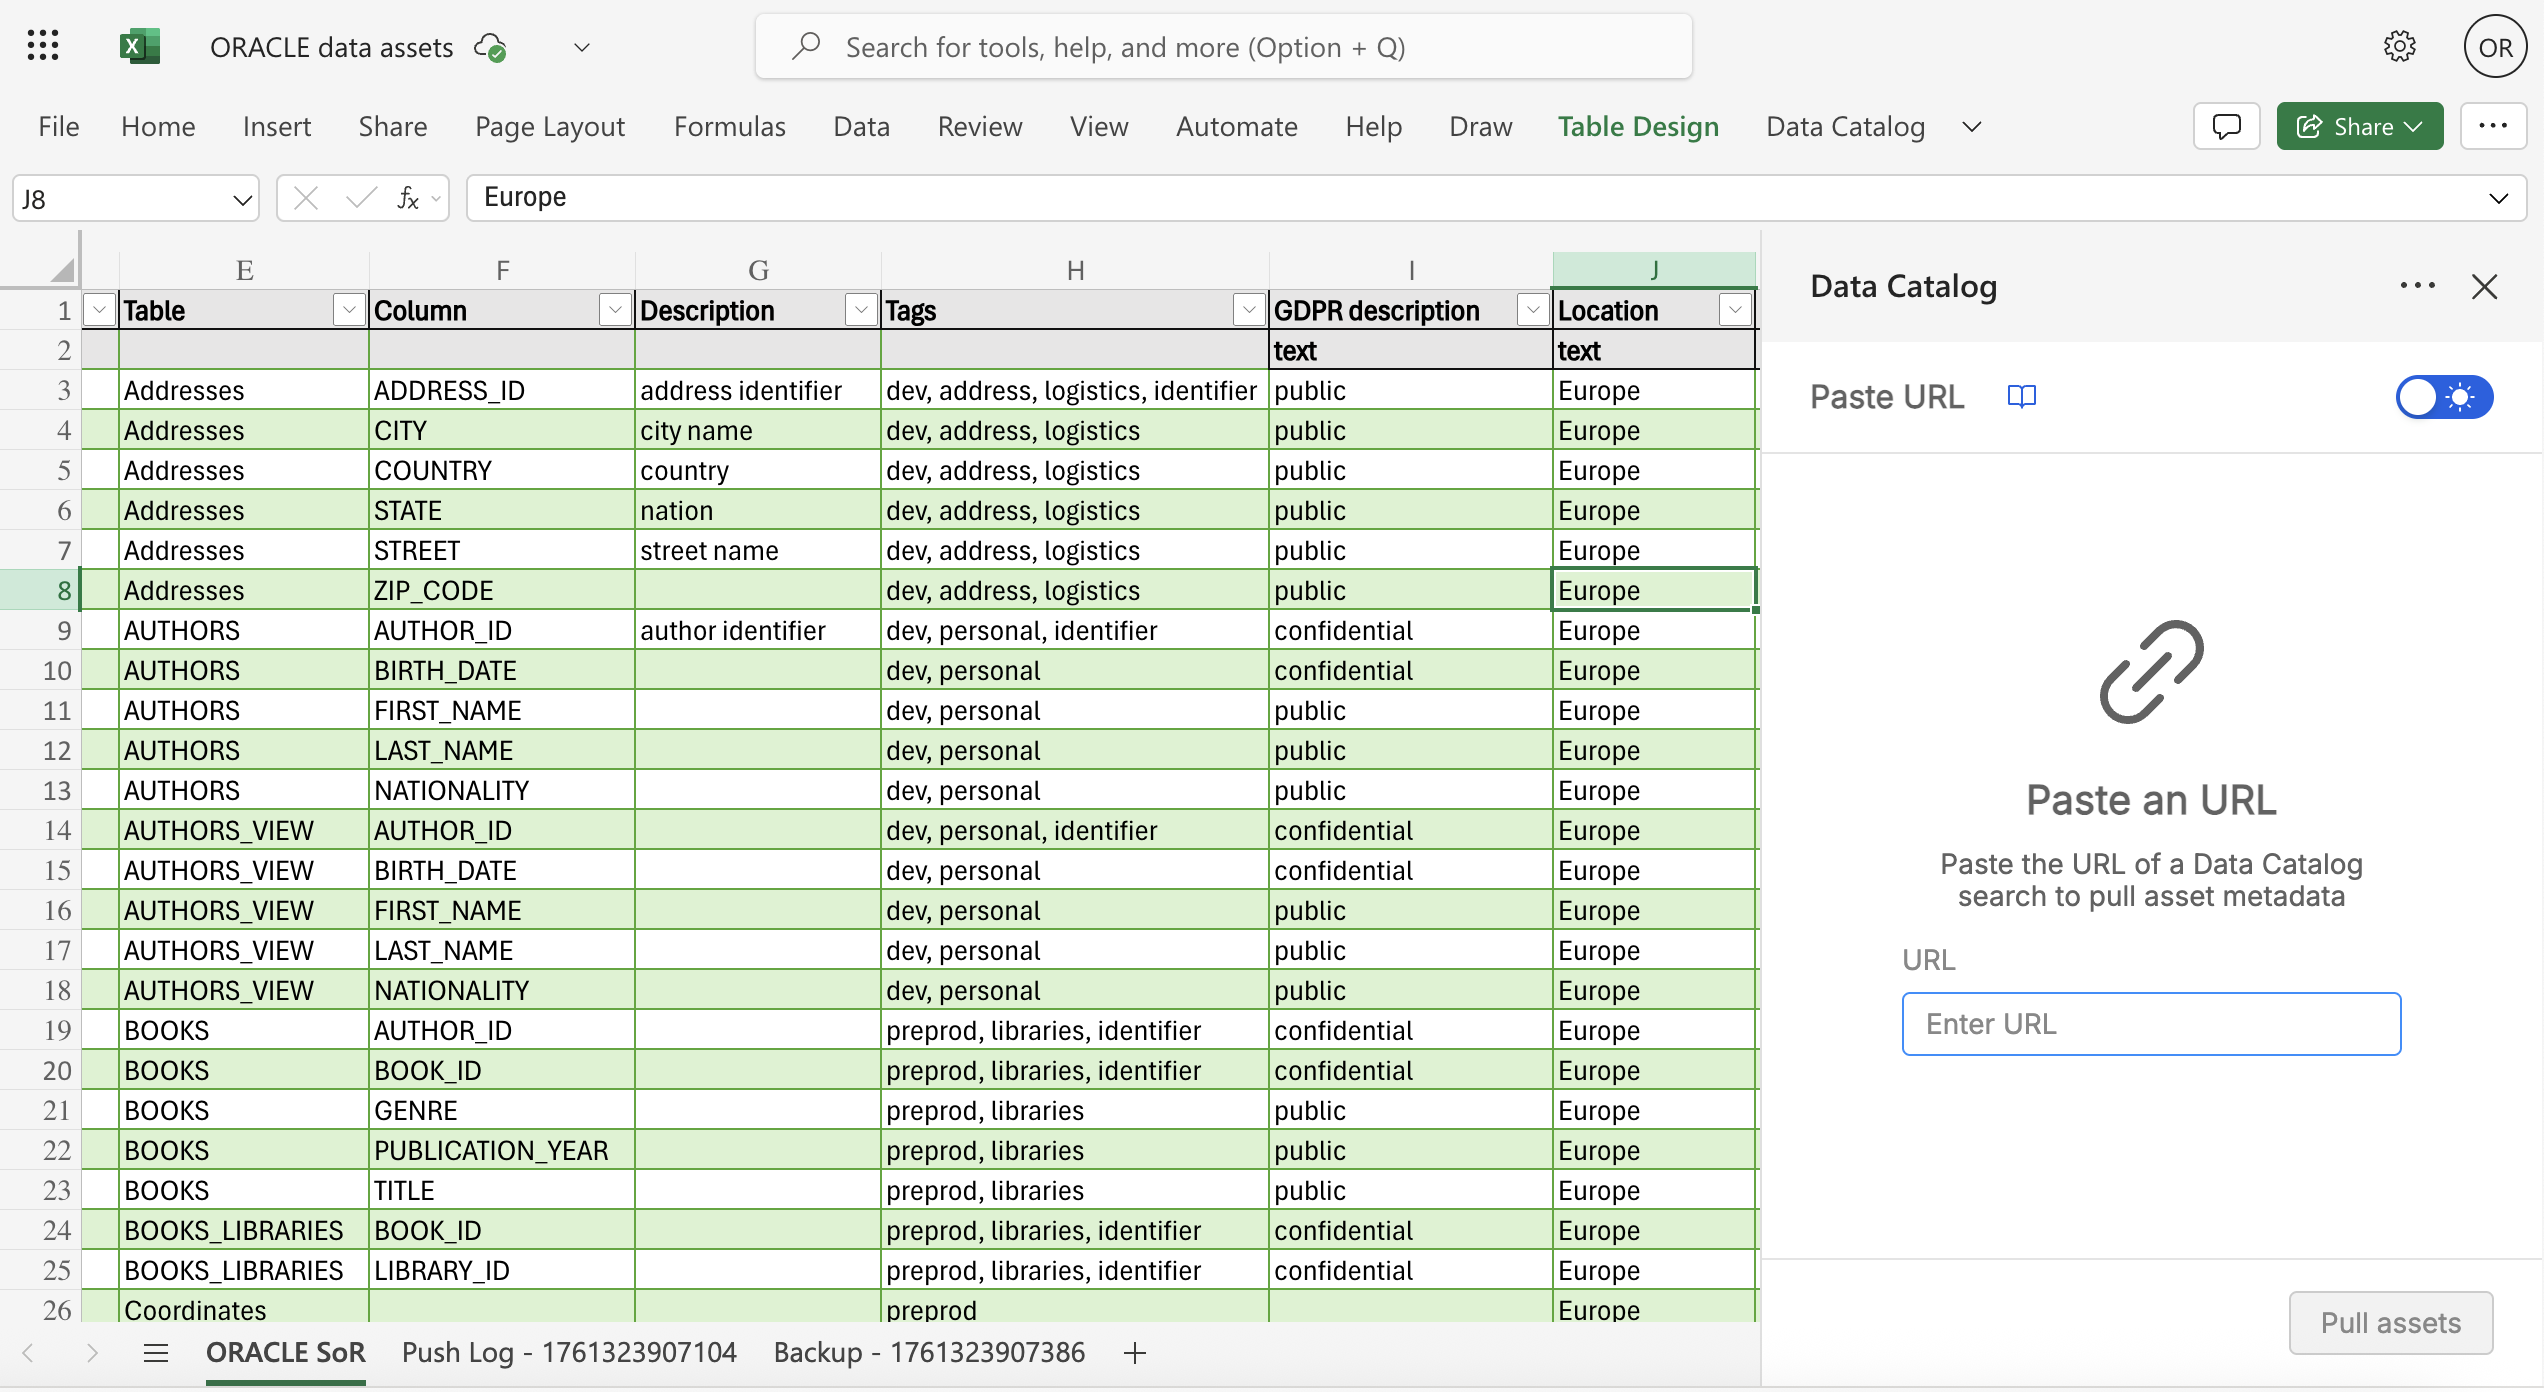 ORACLE data assets
Search for tools, help, and more (Option + Q)
OR
File Home Insert Share Page Layout Formulas Data Review View Automate Help Draw Table Design Data Catalog
Share
J8 fx Europe
E F G H I J
1 Table Column Description Tags GDPR description Location
2 text text
3 Addresses ADDRESS_ID address identifier dev, address, logistics, identifier public Europe
4 Addresses CITY city name dev, address, logistics public Europe
5 Addresses COUNTRY country dev, address, logistics public Europe
6 Addresses STATE nation dev, address, logistics public Europe
7 Addresses STREET street name dev, address, logistics public Europe
8 Addresses ZIP_CODE dev, address, logistics public Europe
9 AUTHORS AUTHOR_ID author identifier dev, personal, identifier confidential Europe
10 AUTHORS BIRTH_DATE dev, personal confidential Europe
11 AUTHORS FIRST_NAME dev, personal public Europe
12 AUTHORS LAST_NAME dev, personal public Europe
13 AUTHORS NATIONALITY dev, personal public Europe
14 AUTHORS_VIEW AUTHOR_ID dev, personal, identifier confidential Europe
15 AUTHORS_VIEW BIRTH_DATE dev, personal confidential Europe
16 AUTHORS_VIEW FIRST_NAME dev, personal public Europe
17 AUTHORS_VIEW LAST_NAME dev, personal public Europe
18 AUTHORS_VIEW NATIONALITY dev, personal public Europe
19 BOOKS AUTHOR_ID preprod, libraries, identifier confidential Europe
20 BOOKS BOOK_ID preprod, libraries, identifier confidential Europe
21 BOOKS GENRE preprod, libraries public Europe
22 BOOKS PUBLICATION_YEAR preprod, libraries public Europe
23 BOOKS TITLE preprod, libraries public Europe
24 BOOKS_LIBRARIES BOOK_ID preprod, libraries, identifier confidential Europe
25 BOOKS_LIBRARIES LIBRARY_ID preprod, libraries, identifier confidential Europe
26 Coordinates preprod Europe
ORACLE SoR Push Log - 1761323907104 Backup - 1761323907386
Data Catalog
Paste URL
Paste an URL
Paste the URL of a Data Catalog
search to pull asset metadata
URL
Enter URL
Pull assets